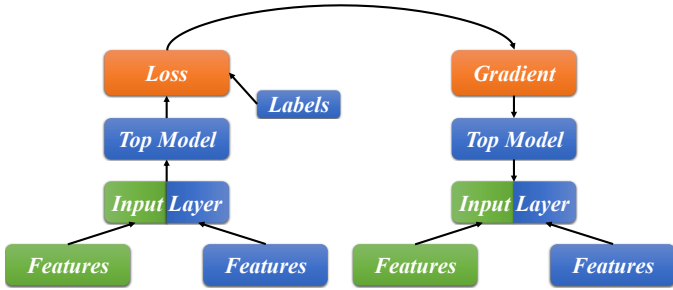 Loss
Gradient
Labels
Top Model
Top Model
Input Layer
Input Layer
Features
Features
Features
Features